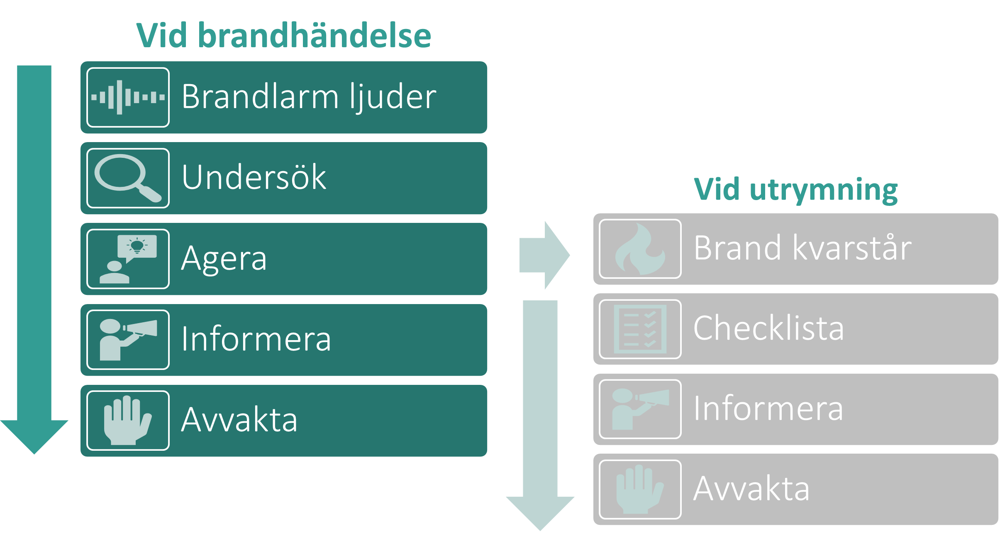 Vid brandhändelse
Brandlarm ljuder
Undersök
Agera
Informera
Avvakta
Vid utrymning
Brand kvarstår
Checklista
Informera
Avvakta